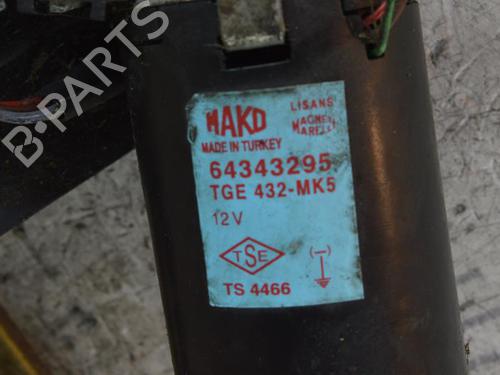 B-PARTS
MAKO
LISANS
MAGNETI
MARELLI
MADE IN TURKEY
64343295
TGE 432-MK5
12V
TSE
(-)
TS 4466